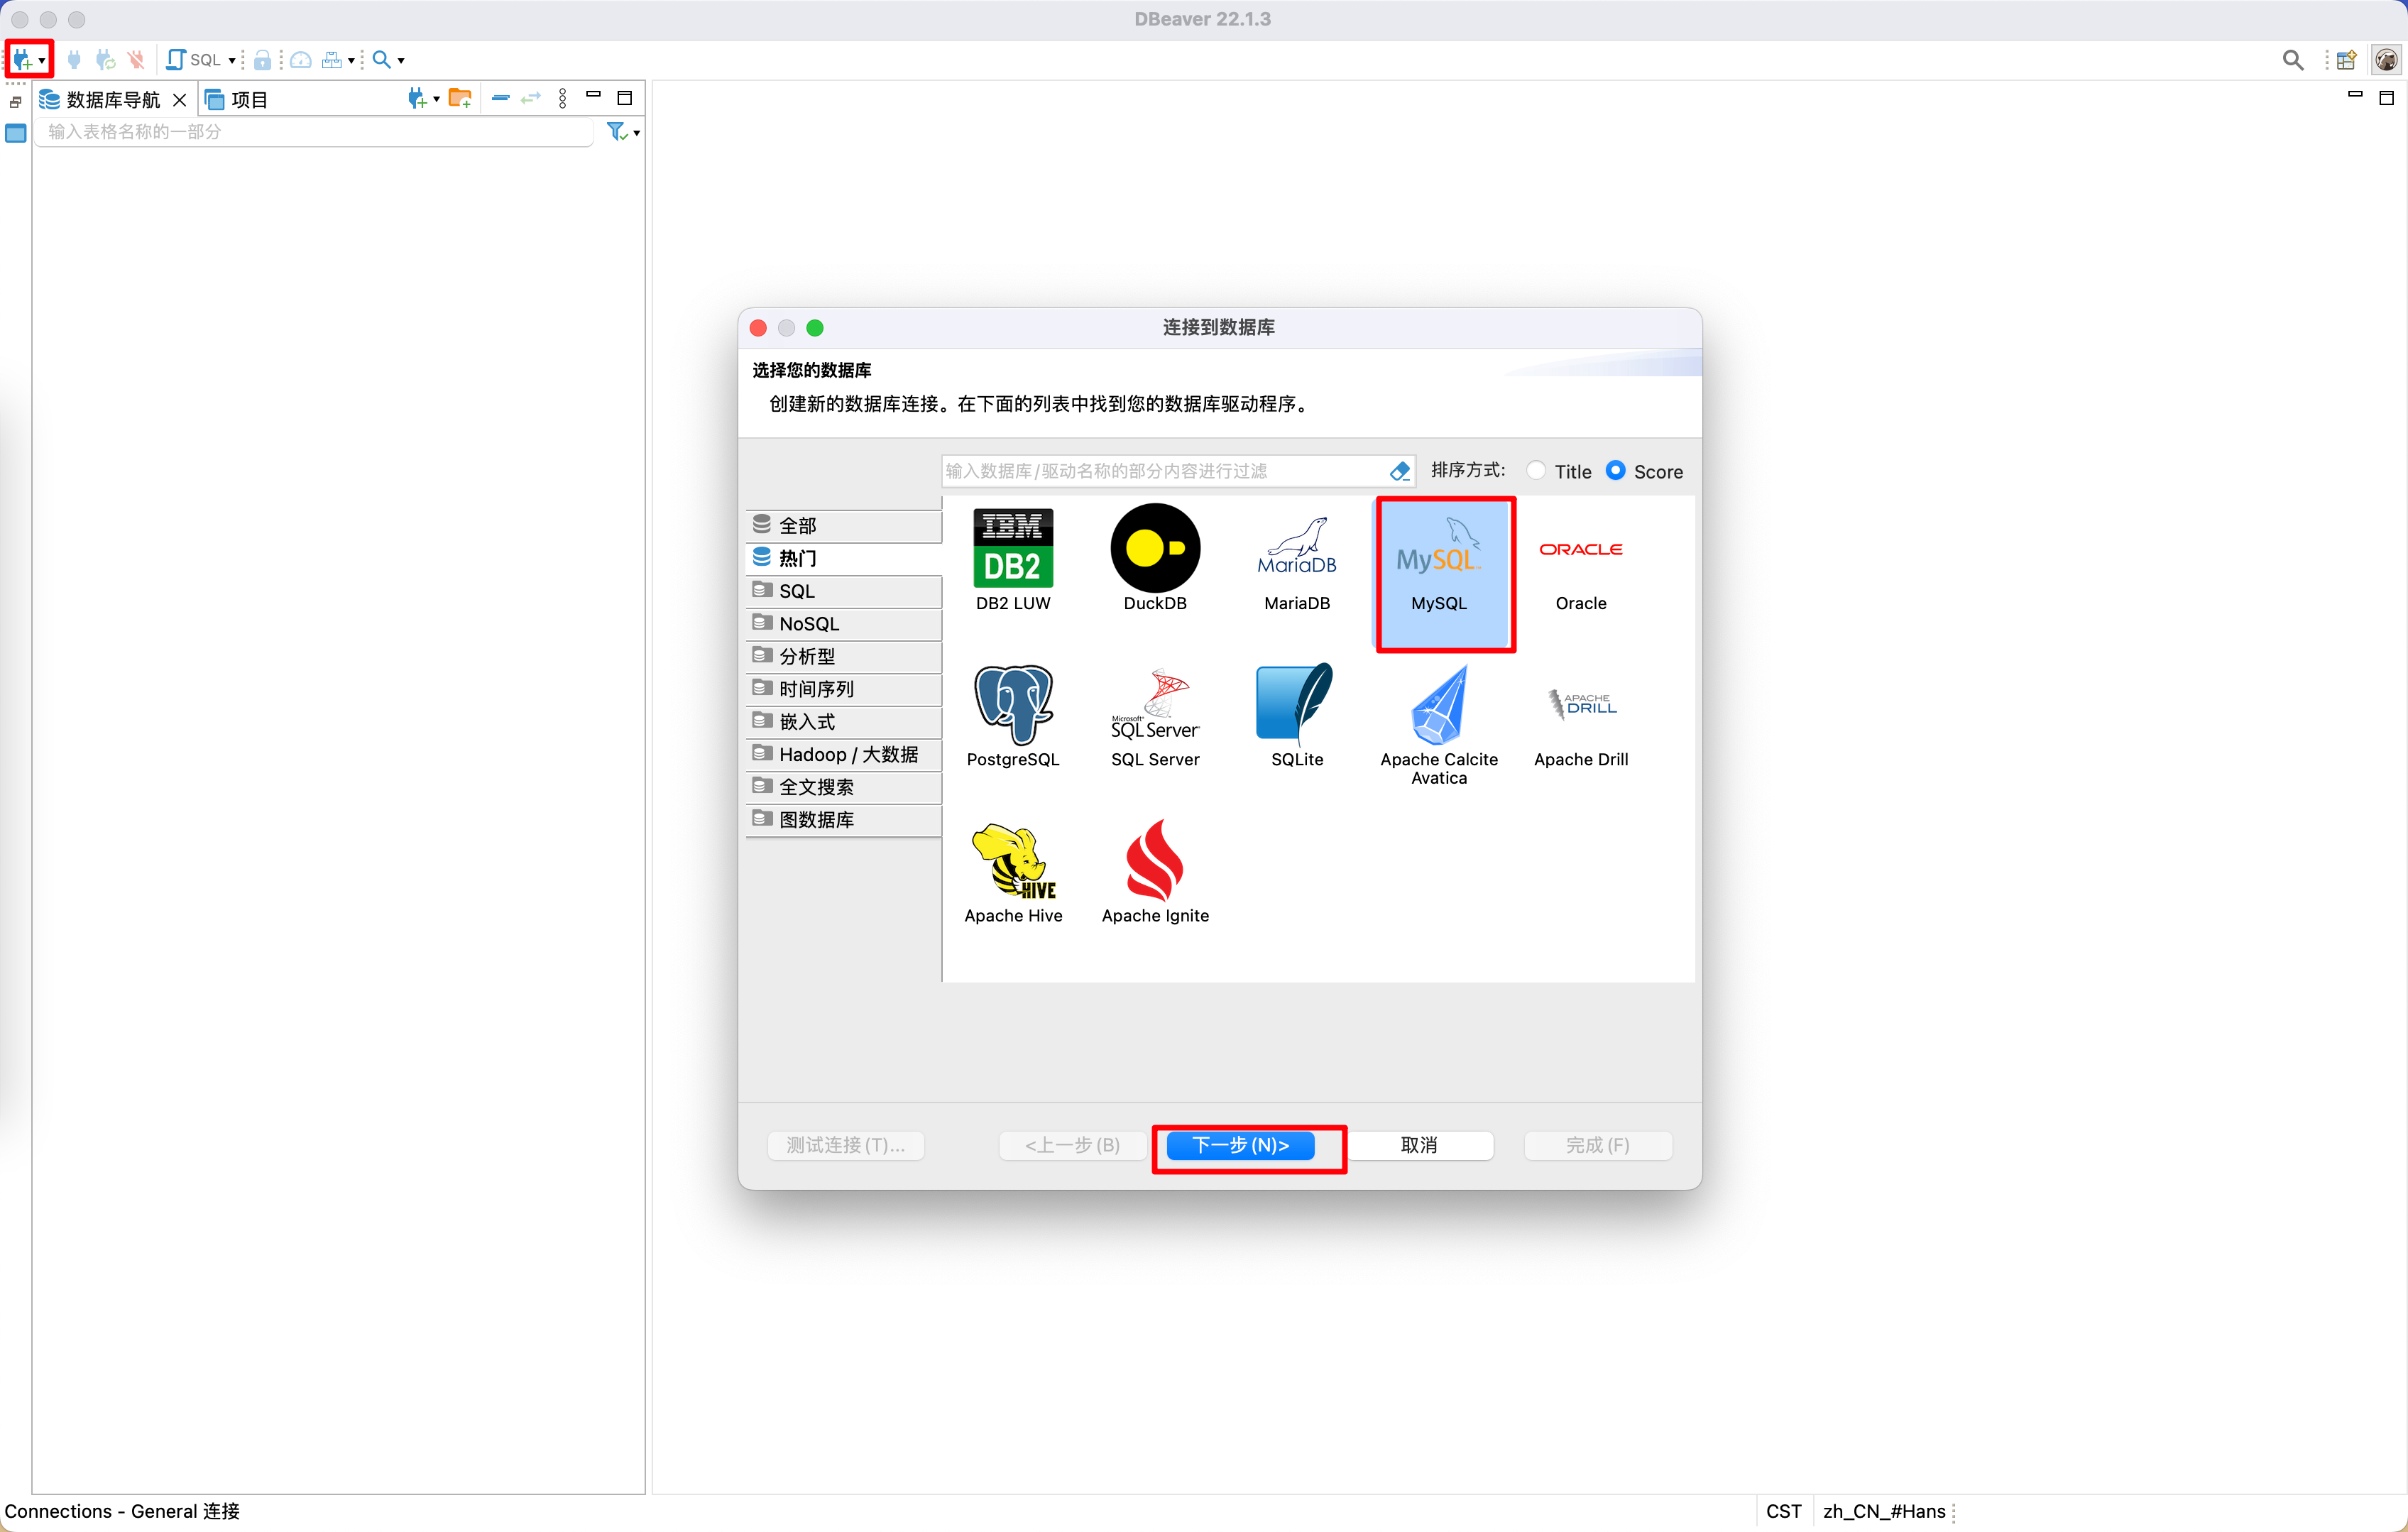 DBeaver 22.1.3
SQL
数据库导航
项目
输入表格名称的一部分
连接到数据库
选择您的数据库
创建新的数据库连接。在下面的列表中找到您的数据库驱动程序。
输入数据库/驱动名称的部分内容进行过滤
排序方式:
Title
Score
全部
热门
SQL
NoSQL
分析型
时间序列
嵌入式
Hadoop / 大数据
全文搜索
图数据库
IBM
DB2
DB2 LUW
DuckDB
MariaDB
MariaDB
MySQL
MySQL
ORACLE
Oracle
PostgreSQL
Microsoft
SQL Server
SQL Server
SQLite
Apache Calcite
Avatica
APACHE
DRILL
Apache Drill
HIVE
Apache Hive
Apache Ignite
测试连接(T)...
<上一步(B)
下一步(N)>
取消
完成(F)
Connections - General 连接
CST
zh_CN_#Hans